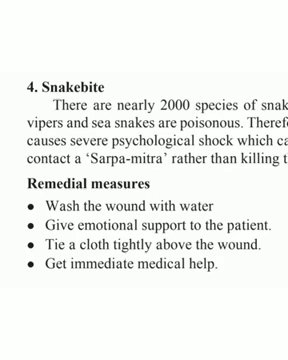 4. Snakebite
There are nearly 2000 species of snak
vipers and sea snakes are poisonous. Theref
causes severe psychological shock which ca
contact a ‘Sarpa-mitra’ rather than killing t
Remedial measures
● Wash the wound with water
● Give emotional support to the patient.
● Tie a cloth tightly above the wound.
● Get immediate medical help.